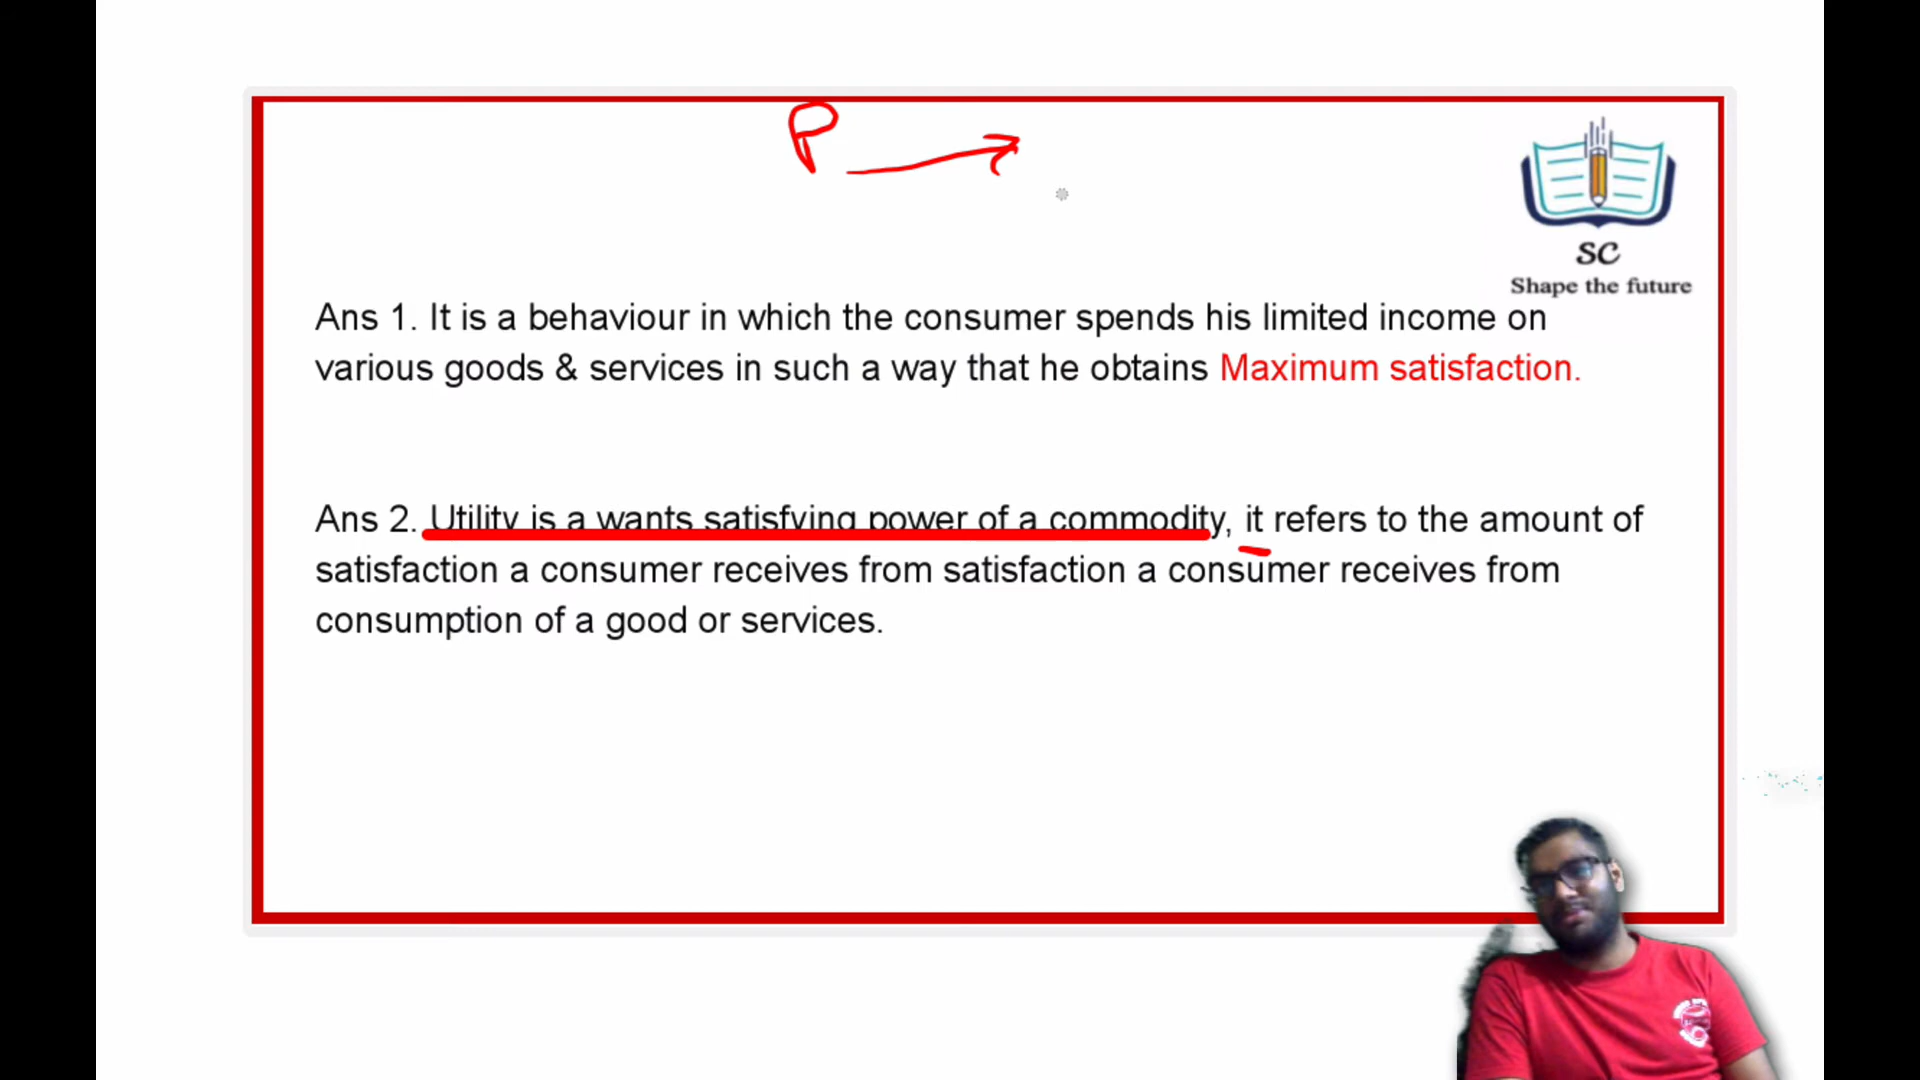 P
SC
Shape the future
Ans 1. It is a behaviour in which the consumer spends his limited income on
various goods & services in such a way that he obtains Maximum satisfaction.
Ans 2. Utility is a wants satisfying power of a commodity, it refers to the amount of
satisfaction a consumer receives from satisfaction a consumer receives from
consumption of a good or services.